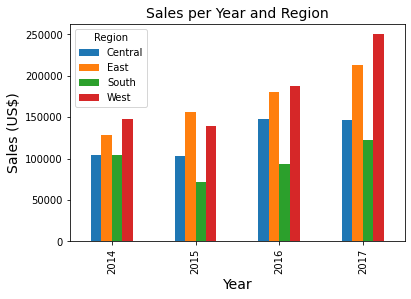 Sales per Year and Region
Sales (US$)
250000
200000
150000
100000
50000
0
Region
Central
East
South
West
2014
2015
2016
2017
Year